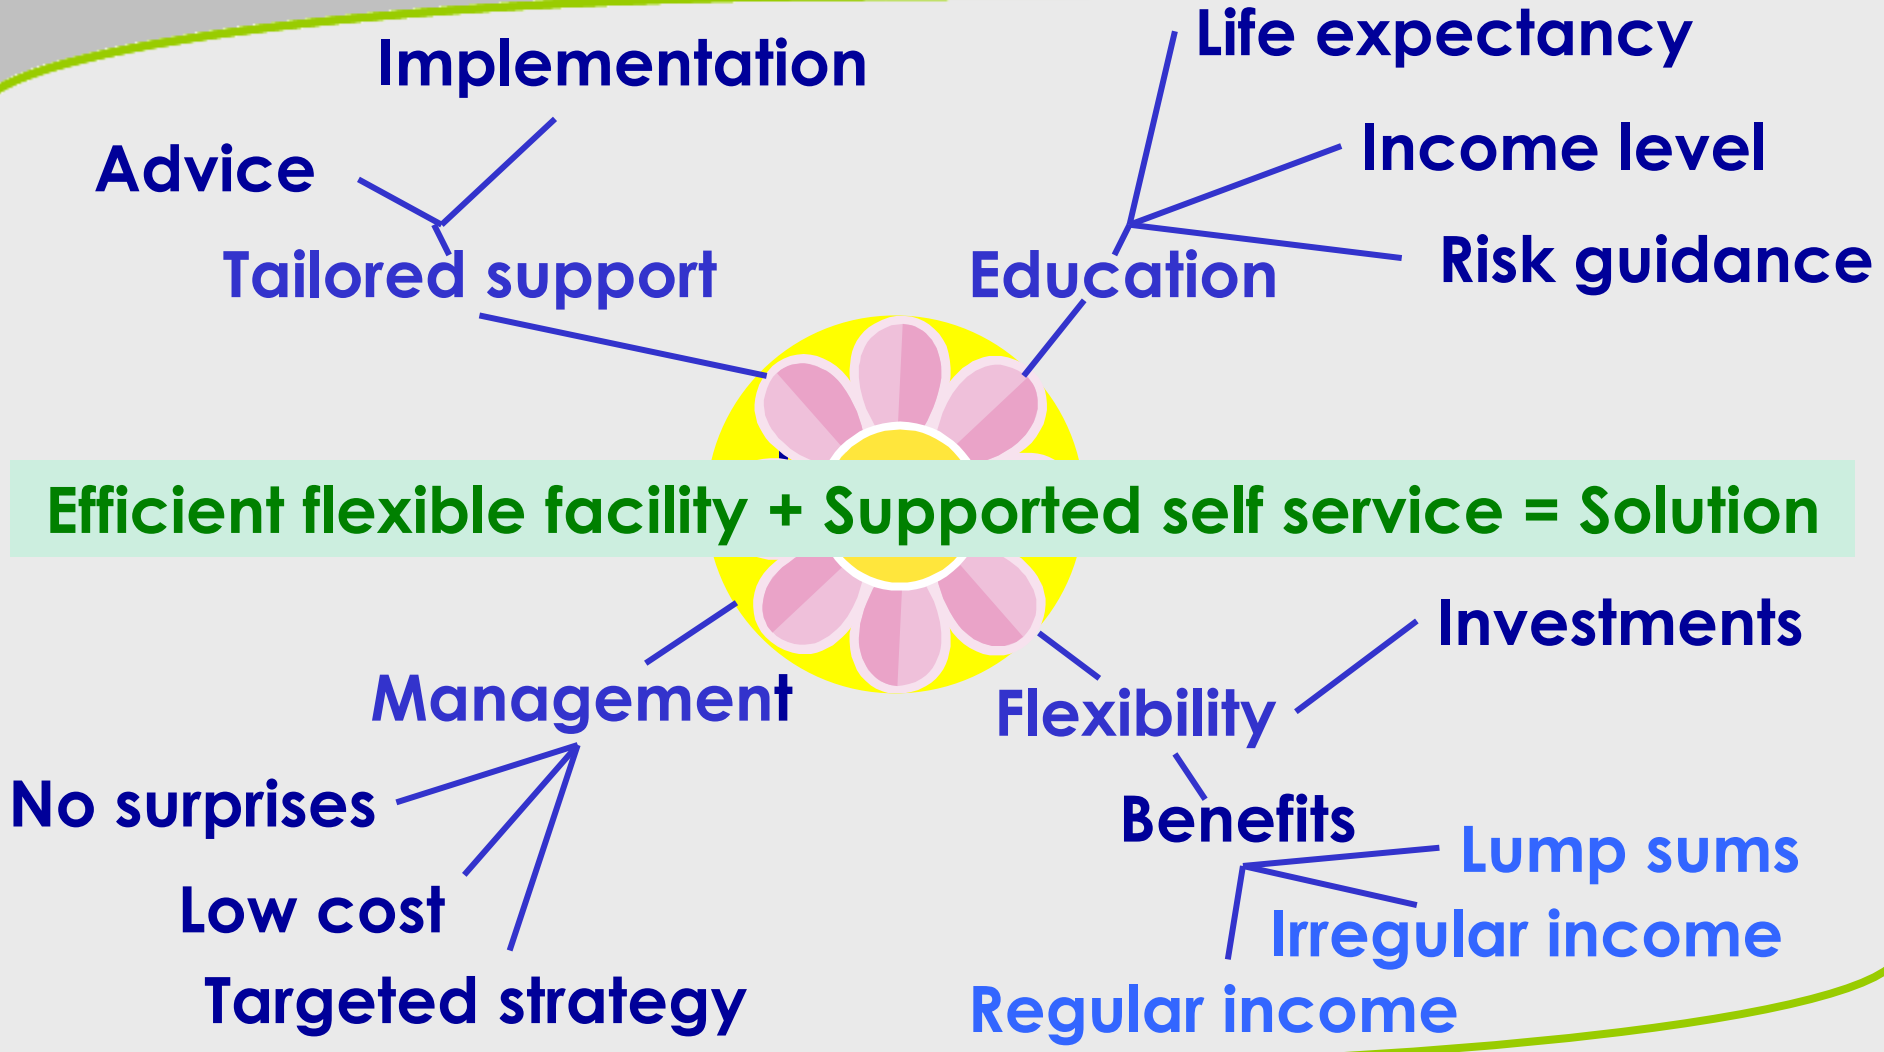 Implementation
Advice
Tailored support
Life expectancy
Income level
Risk guidance
Education
Efficient flexible facility + Supported self service = Solution
Management
No surprises
Low cost
Targeted strategy
Investments
Flexibility
Benefits
Lump sums
Irregular income
Regular income